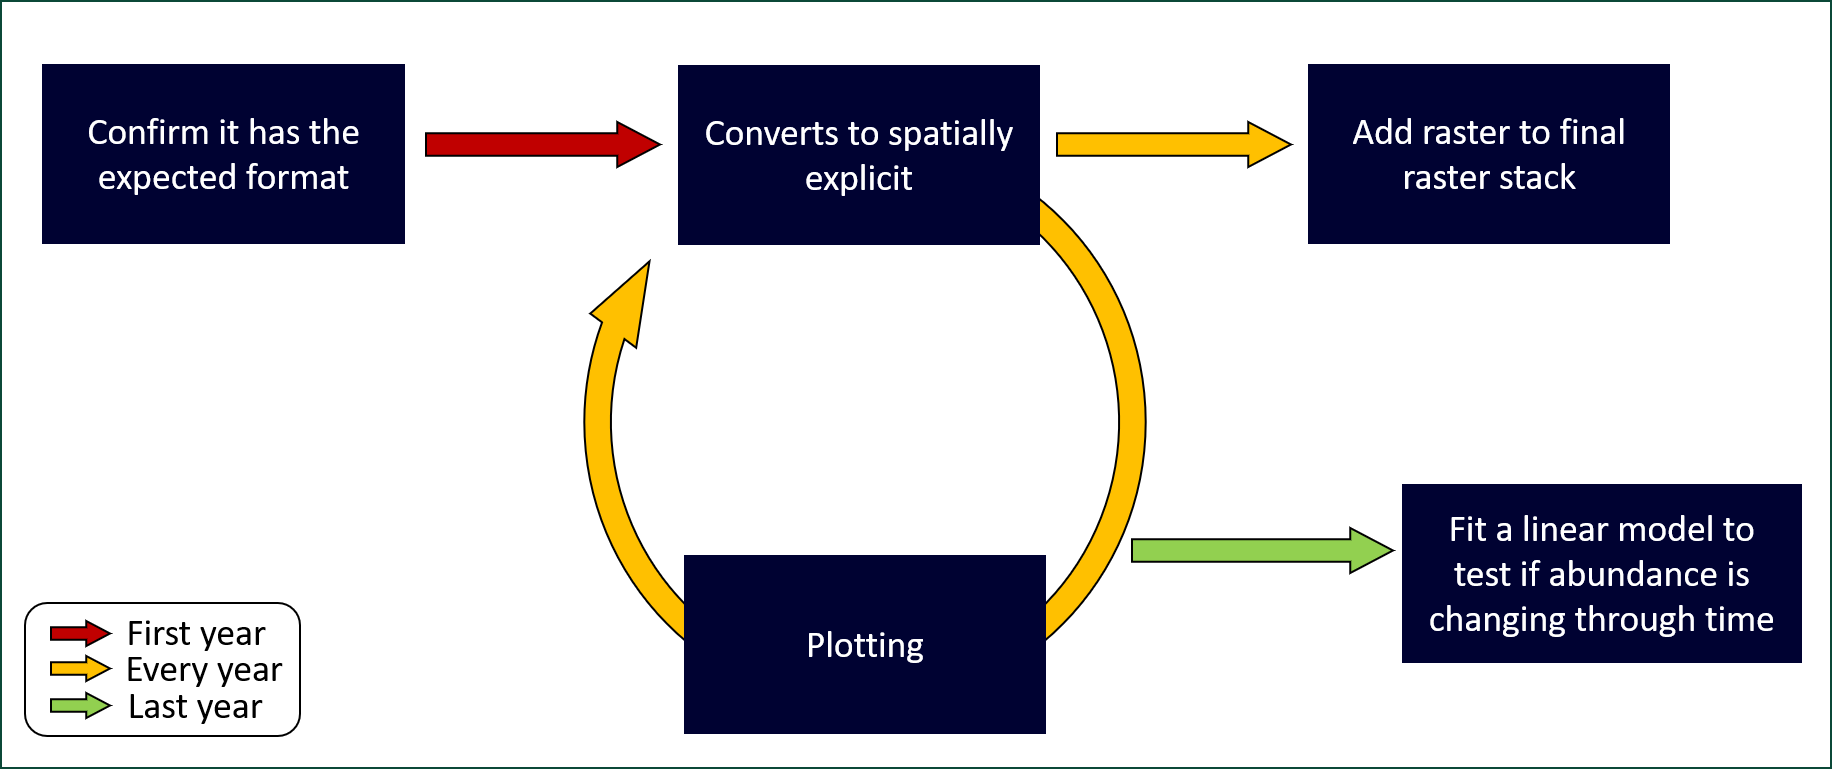 Confirm it has the
expected format
Converts to spatially
explicit
Add raster to final
raster stack
Fit a linear model to
test if abundance is
changing through time
Plotting
First year
Every year
Last year